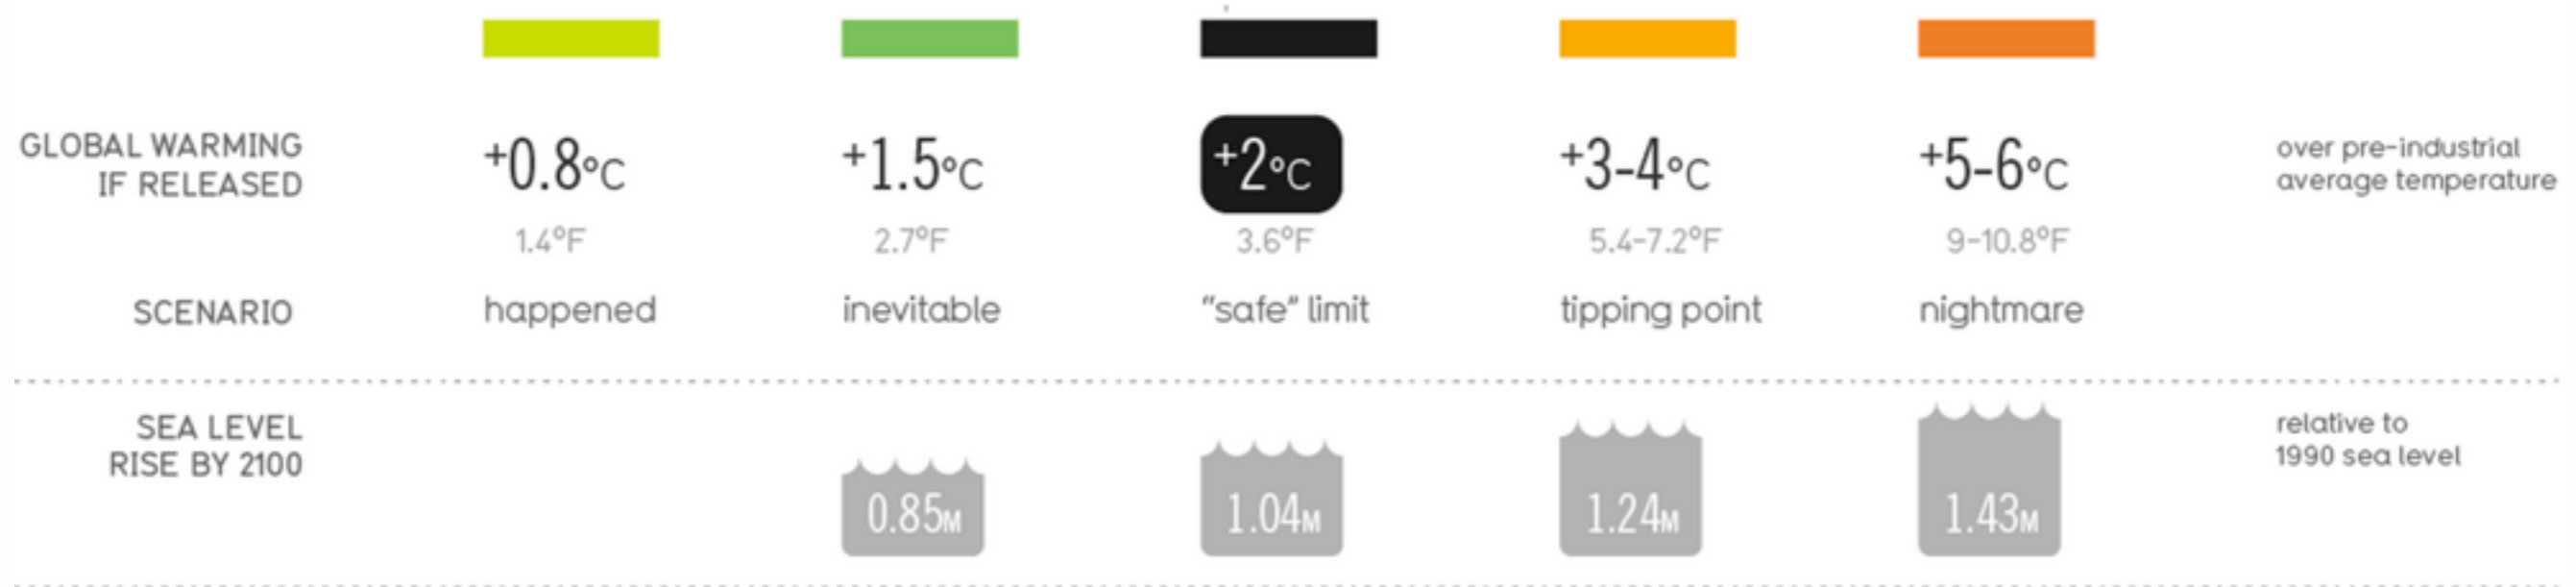 GLOBAL WARMING
IF RELEASED
+0.8°C
+1.5°C
+2°C
+3-4°C
+5-6°C
over pre-industrial
average temperature
1.4°F
2.7°F
3.6°F
5.4-7.2°F
9-10.8°F
SCENARIO
happened
inevitable
“safe” limit
tipping point
nightmare
SEA LEVEL
RISE BY 2100
0.85M
1.04M
1.24M
1.43M
relative to
1990 sea level